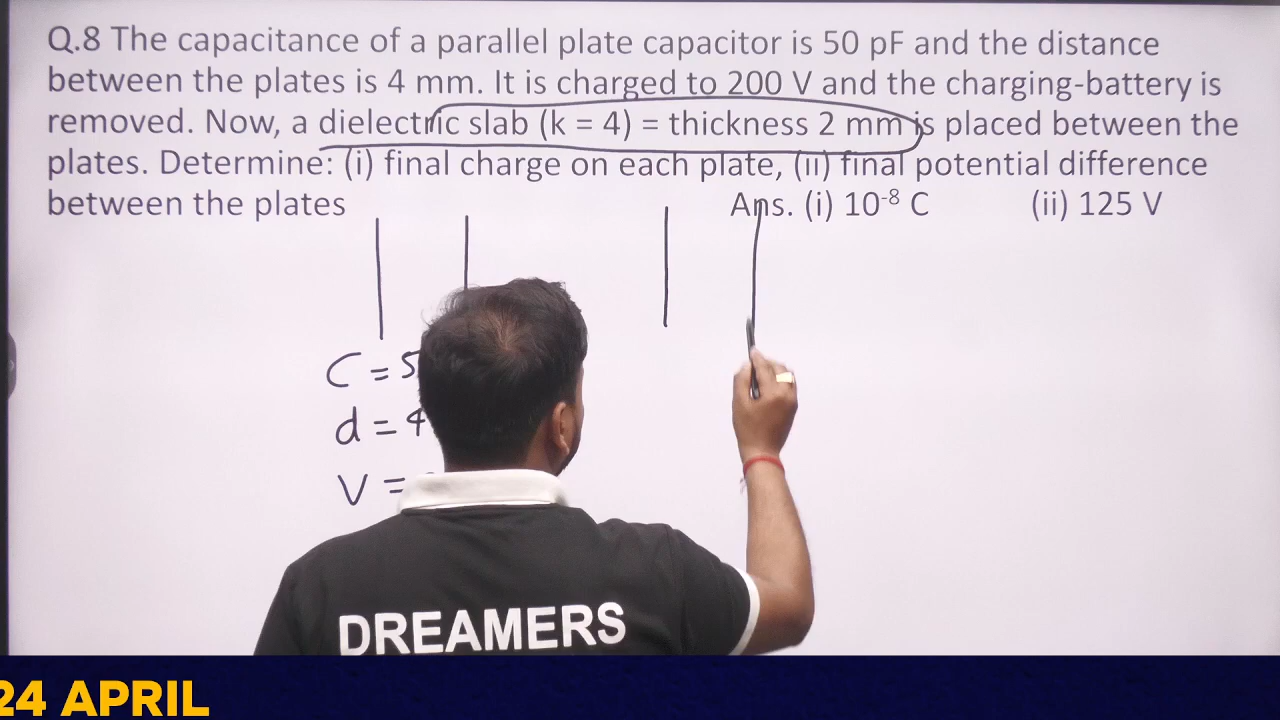 Q.8 The capacitance of a parallel plate capacitor is 50 pF and the distance
between the plates is 4 mm. It is charged to 200 V and the charging-battery is
removed. Now, a dielectric slab (k = 4) = thickness 2 mm is placed between the
plates. Determine: (i) final charge on each plate, (ii) final potential difference
between the plates
Ans. (i) 10⁻⁸ C (ii) 125 V
C = 5
d = 4
V =
DREAMERS
24 APRIL